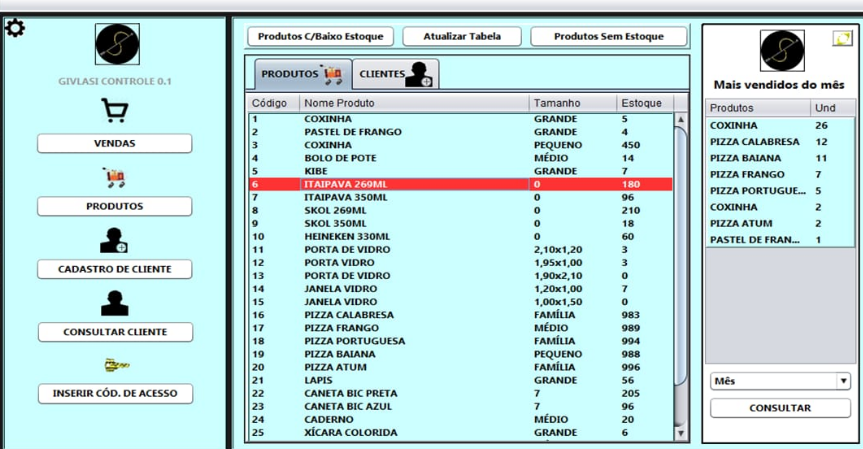 GIVLASI CONTROLE 0.1
VENDAS
PRODUTOS
CADASTRO DE CLIENTE
CONSULTAR CLIENTE
INSERIR CÓD. DE ACESSO
Produtos C/Baixo Estoque Atualizar Tabela Produtos Sem Estoque
PRODUTOS CLIENTES
Código Nome Produto Tamanho Estoque
1 COXINHA GRANDE 5
2 PASTEL DE FRANGO GRANDE 4
3 COXINHA PEQUENO 450
4 BOLO DE POTE MÉDIO 14
5 KIBE GRANDE 7
6 ITAIPAVA 269ML 0 180
7 ITAIPAVA 350ML 0 96
8 SKOL 269ML 0 210
9 SKOL 350ML 0 18
10 HEINEKEN 330ML 0 60
11 PORTA DE VIDRO 2,10x1,20 3
12 PORTA VIDRO 1,95x1,00 3
13 PORTA DE VIDRO 1,90x2,10 0
14 JANELA VIDRO 1,20x1,00 7
15 JANELA VIDRO 1,00x1,50 0
16 PIZZA CALABRESA FAMÍLIA 983
17 PIZZA FRANGO MÉDIO 989
18 PIZZA PORTUGUESA FAMÍLIA 994
19 PIZZA BAIANA PEQUENO 988
20 PIZZA ATUM FAMÍLIA 996
21 LAPIS GRANDE 56
22 CANETA BIC PRETA 7 205
23 CANETA BIC AZUL 7 96
24 CADERNO MÉDIO 20
25 XÍCARA COLORIDA GRANDE 6
Mais vendidos do mês
Produtos Und
COXINHA 26
PIZZA CALABRESA 12
PIZZA BAIANA 11
PIZZA FRANGO 7
PIZZA PORTUGUE... 5
COXINHA 2
PIZZA ATUM 2
PASTEL DE FRAN... 1
Mês
CONSULTAR